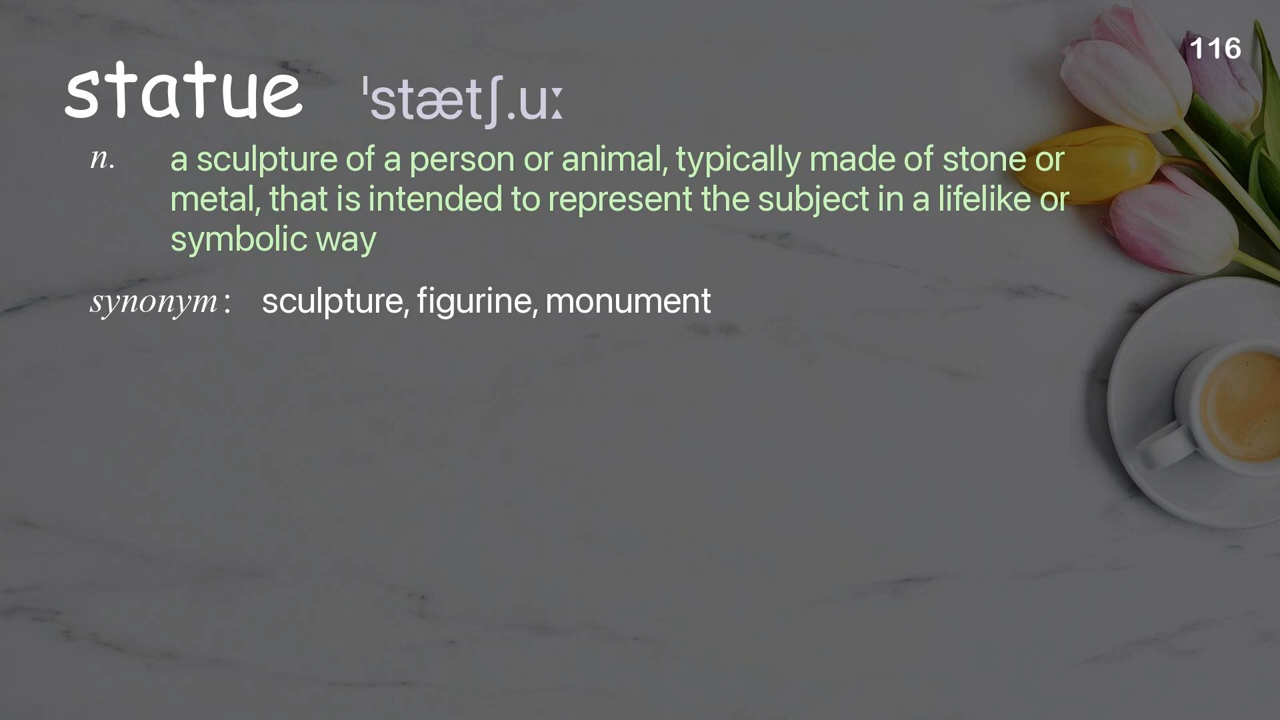 116
statue ˈstætʃ.uː
n. a sculpture of a person or animal, typically made of stone or
metal, that is intended to represent the subject in a lifelike or
symbolic way
synonym: sculpture, figurine, monument